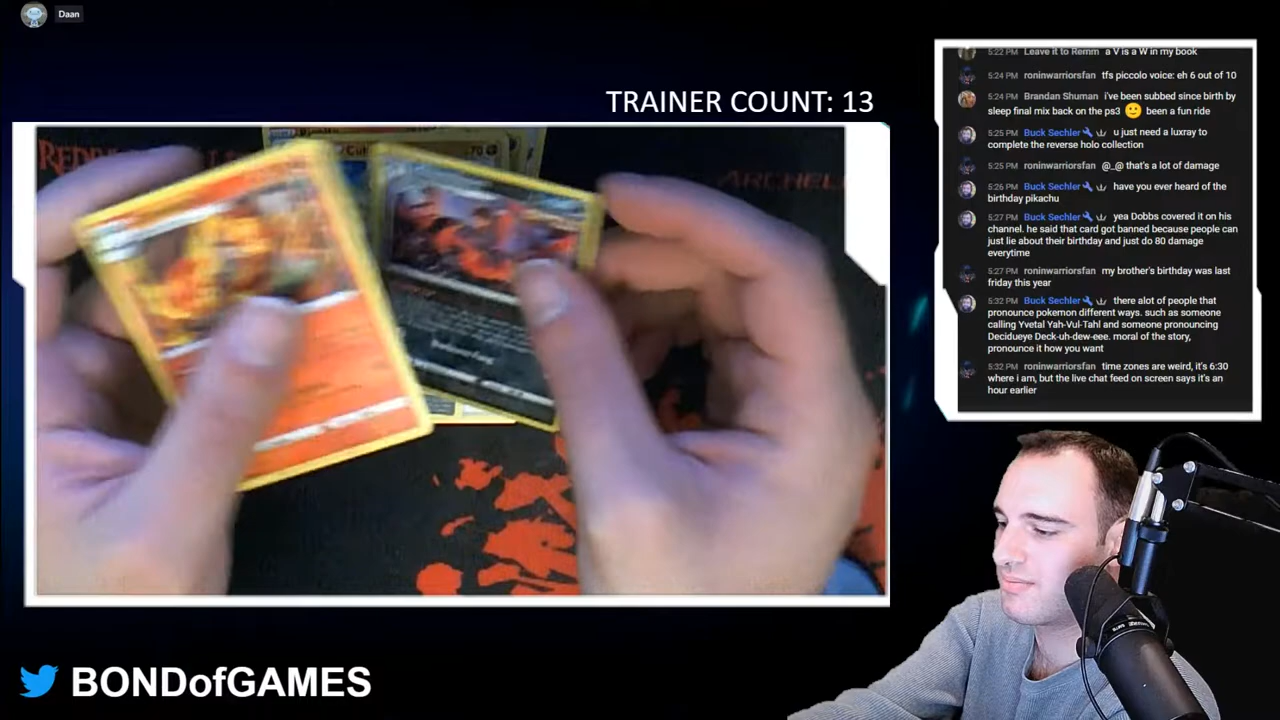 Daan
TRAINER COUNT: 13
5:22 PM Leave it to Remm a V is a W in my book
5:24 PM roninwarriorsfan tfs piccolo voice: eh 6 out of 10
5:24 PM Brandan Shuman i've been subbed since birth by
sleep final mix back on the ps3 🙂 been a fun ride
5:25 PM Buck Sechler u just need a luxray to
complete the reverse holo collection
5:25 PM roninwarriorsfan @_@ that's a lot of damage
5:26 PM Buck Sechler have you ever heard of the
birthday pikachu
5:27 PM Buck Sechler yea Dobbs covered it on his
channel. he said that card got banned because people can
just lie about their birthday and just do 80 damage
everytime
5:27 PM roninwarriorsfan my brother's birthday was last
friday this year
5:32 PM Buck Sechler there alot of people that
pronounce pokemon different ways. such as someone
calling Yvetal Yah-Vul-Tahl and someone pronouncing
Decidueye Deck-uh-dew-eee. moral of the story,
pronounce it how you want
5:32 PM roninwarriorsfan time zones are weird, it's 6:30
where i am, but the live chat feed on screen says it's an
hour earlier
70
BONDofGAMES